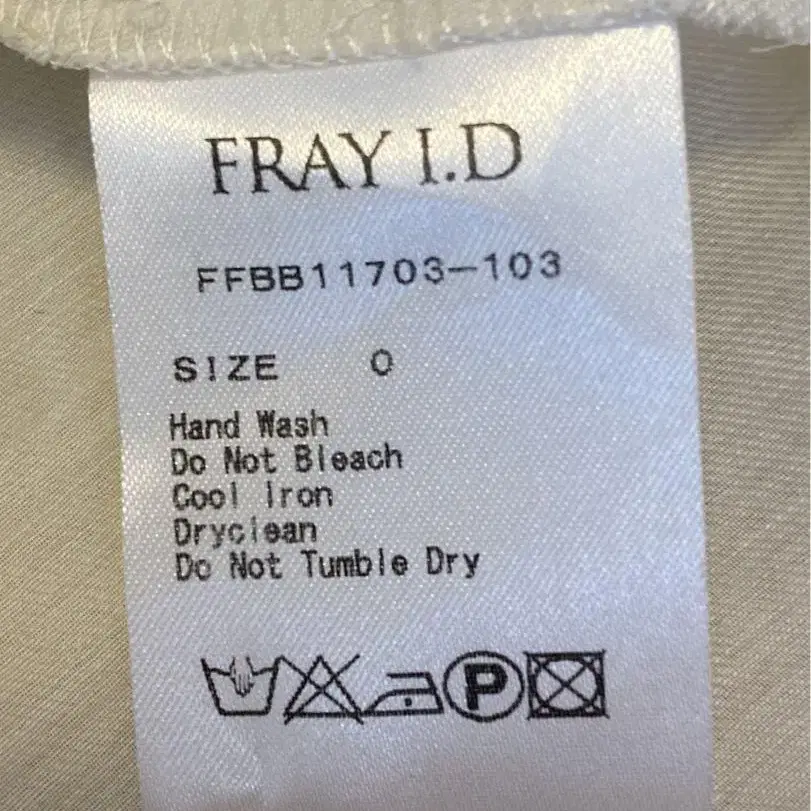 FRAY I.D
FFBB11703-103
SIZE 0
Hand Wash
Do Not Bleach
Cool Iron
Dryclean
Do Not Tumble Dry
P